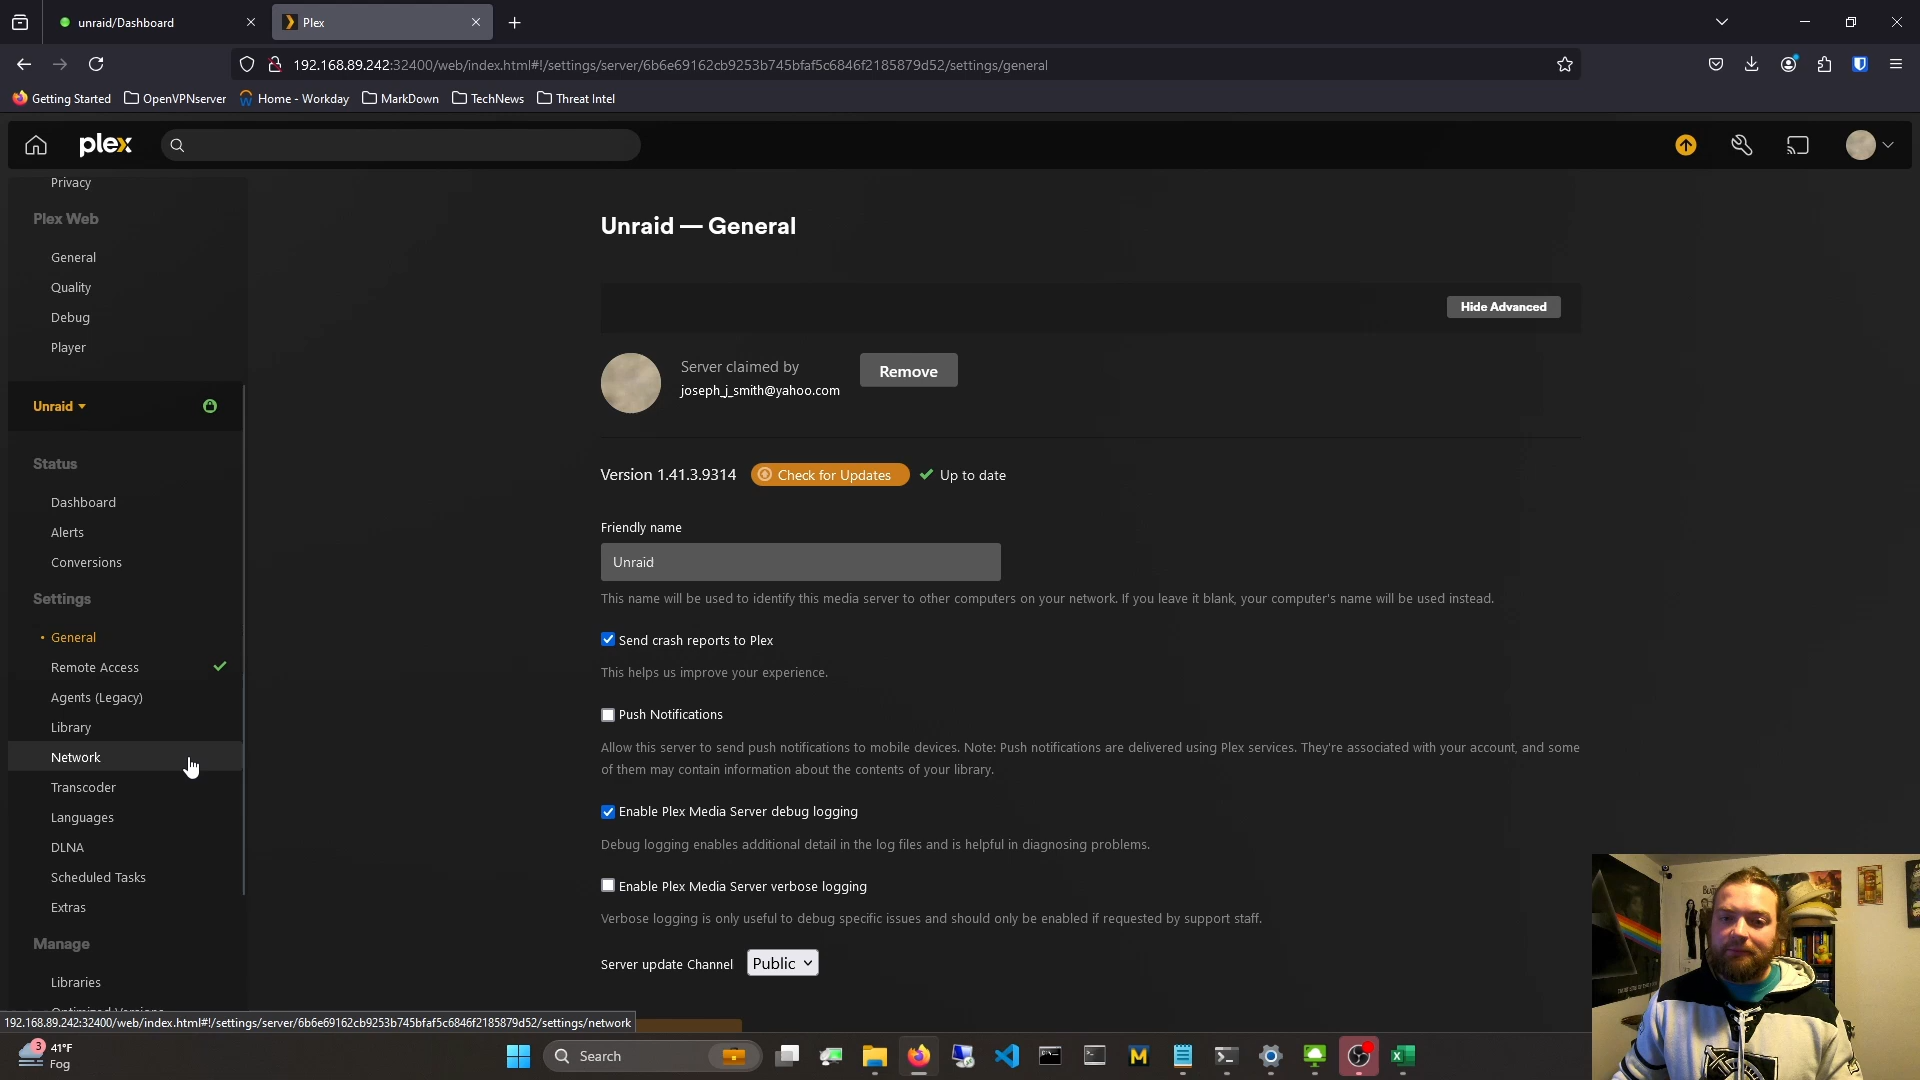 unraid/Dashboard
Plex
192.168.89.242:32400/web/index.html#!/settings/server/6b6e69162cb9253b745bfaf5c6846f2185879d52/settings/general
Getting Started
OpenVPNserver
Home - Workday
MarkDown
TechNews
Threat Intel
plex
Privacy
Plex Web
General
Quality
Debug
Player
Unraid
Status
Dashboard
Alerts
Conversions
Settings
General
Remote Access
Agents (Legacy)
Library
Network
Transcoder
Languages
DLNA
Scheduled Tasks
Extras
Manage
Libraries
Unraid — General
Hide Advanced
Server claimed by
joseph_j_smith@yahoo.com
Remove
Version 1.41.3.9314
Check for Updates
Up to date
Friendly name
Unraid
This name will be used to identify this media server to other computers on your network. If you leave it blank, your computer's name will be used instead.
Send crash reports to Plex
This helps us improve your experience.
Push Notifications
Allow this server to send push notifications to mobile devices. Note: Push notifications are delivered using Plex services. They're associated with your account, and some
of them may contain information about the contents of your library.
Enable Plex Media Server debug logging
Debug logging enables additional detail in the log files and is helpful in diagnosing problems.
Enable Plex Media Server verbose logging
Verbose logging is only useful to debug specific issues and should only be enabled if requested by support staff.
Server update Channel
Public
192.168.89.242:32400/web/index.html#!/settings/server/6b6e69162cb9253b745bfaf5c6846f2185879d52/settings/network
3
41°F
Fog
Search